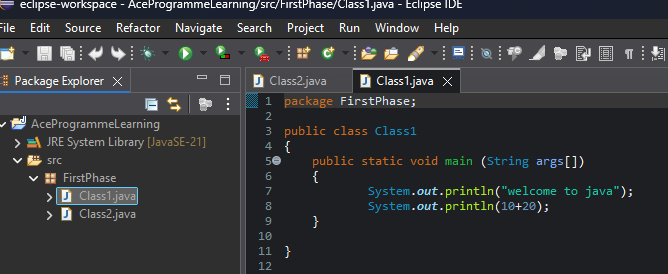 eclipse-workspace - AceProgrammeLearning/src/FirstPhase/Class1.java - Eclipse IDE
File Edit Source Refactor Navigate Search Project Run Window Help
Package Explorer
AceProgrammeLearning
JRE System Library [JavaSE-21]
src
FirstPhase
Class1.java
Class2.java
Class2.java Class1.java
1 package FirstPhase;
2
3 public class Class1
4 {
5 public static void main (String args[])
6 {
7 System.out.println("welcome to java");
8 System.out.println(10+20);
9 }
10
11 }
12